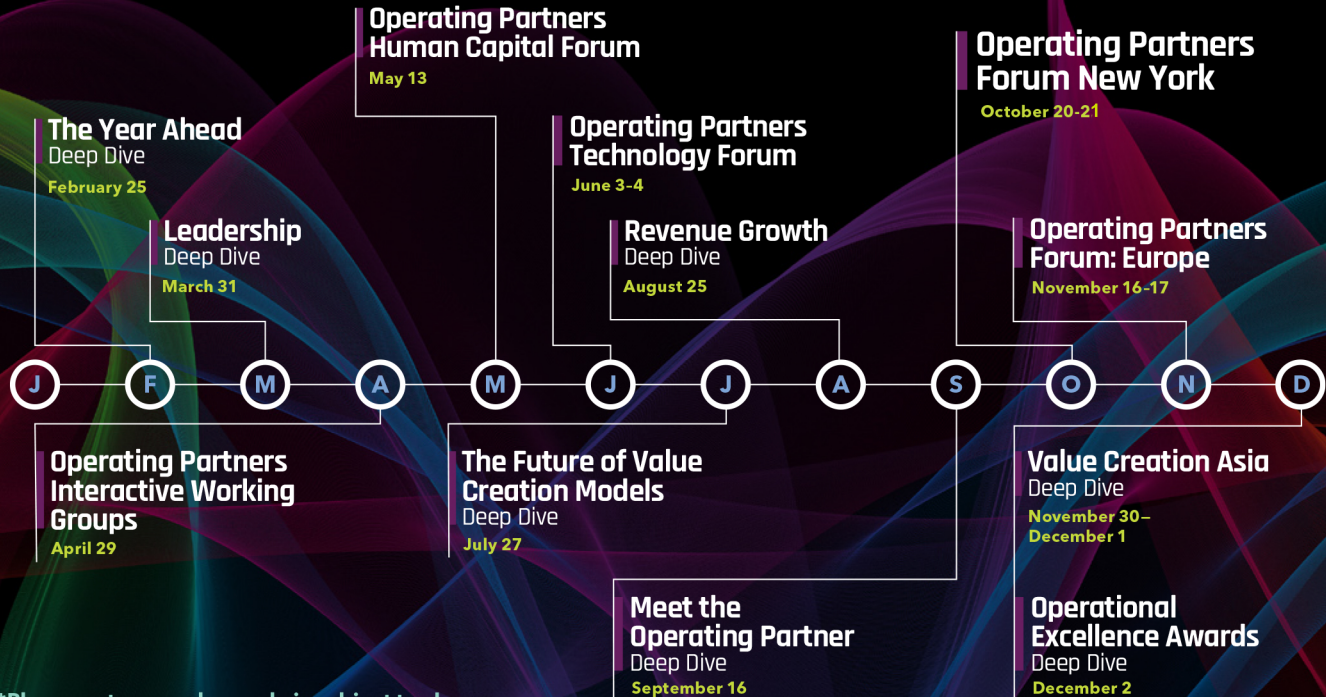 Operating Partners
Human Capital Forum
May 13
Operating Partners
Forum New York
October 20-21
The Year Ahead
Deep Dive
February 25
Operating Partners
Technology Forum
June 3-4
Leadership
Deep Dive
March 31
Revenue Growth
Deep Dive
August 25
Operating Partners
Forum: Europe
November 16-17
J F M A M J J A S O N D
Operating Partners
Interactive Working
Groups
April 29
The Future of Value
Creation Models
Deep Dive
July 27
Value Creation Asia
Deep Dive
November 30–
December 1
Meet the
Operating Partner
Deep Dive
September 16
Operational
Excellence Awards
Deep Dive
December 2